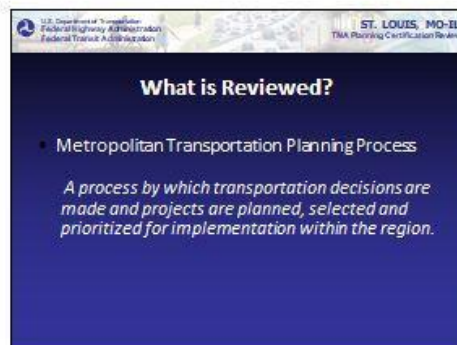 U.S. Department of Transportation
Federal Highway Administration
Federal Transit Administration
ST. LOUIS, MO-IL
TMA Planning Certification Review
What is Reviewed?
• Metropolitan Transportation Planning Process
A process by which transportation decisions are
made and projects are planned, selected and
prioritized for implementation within the region.